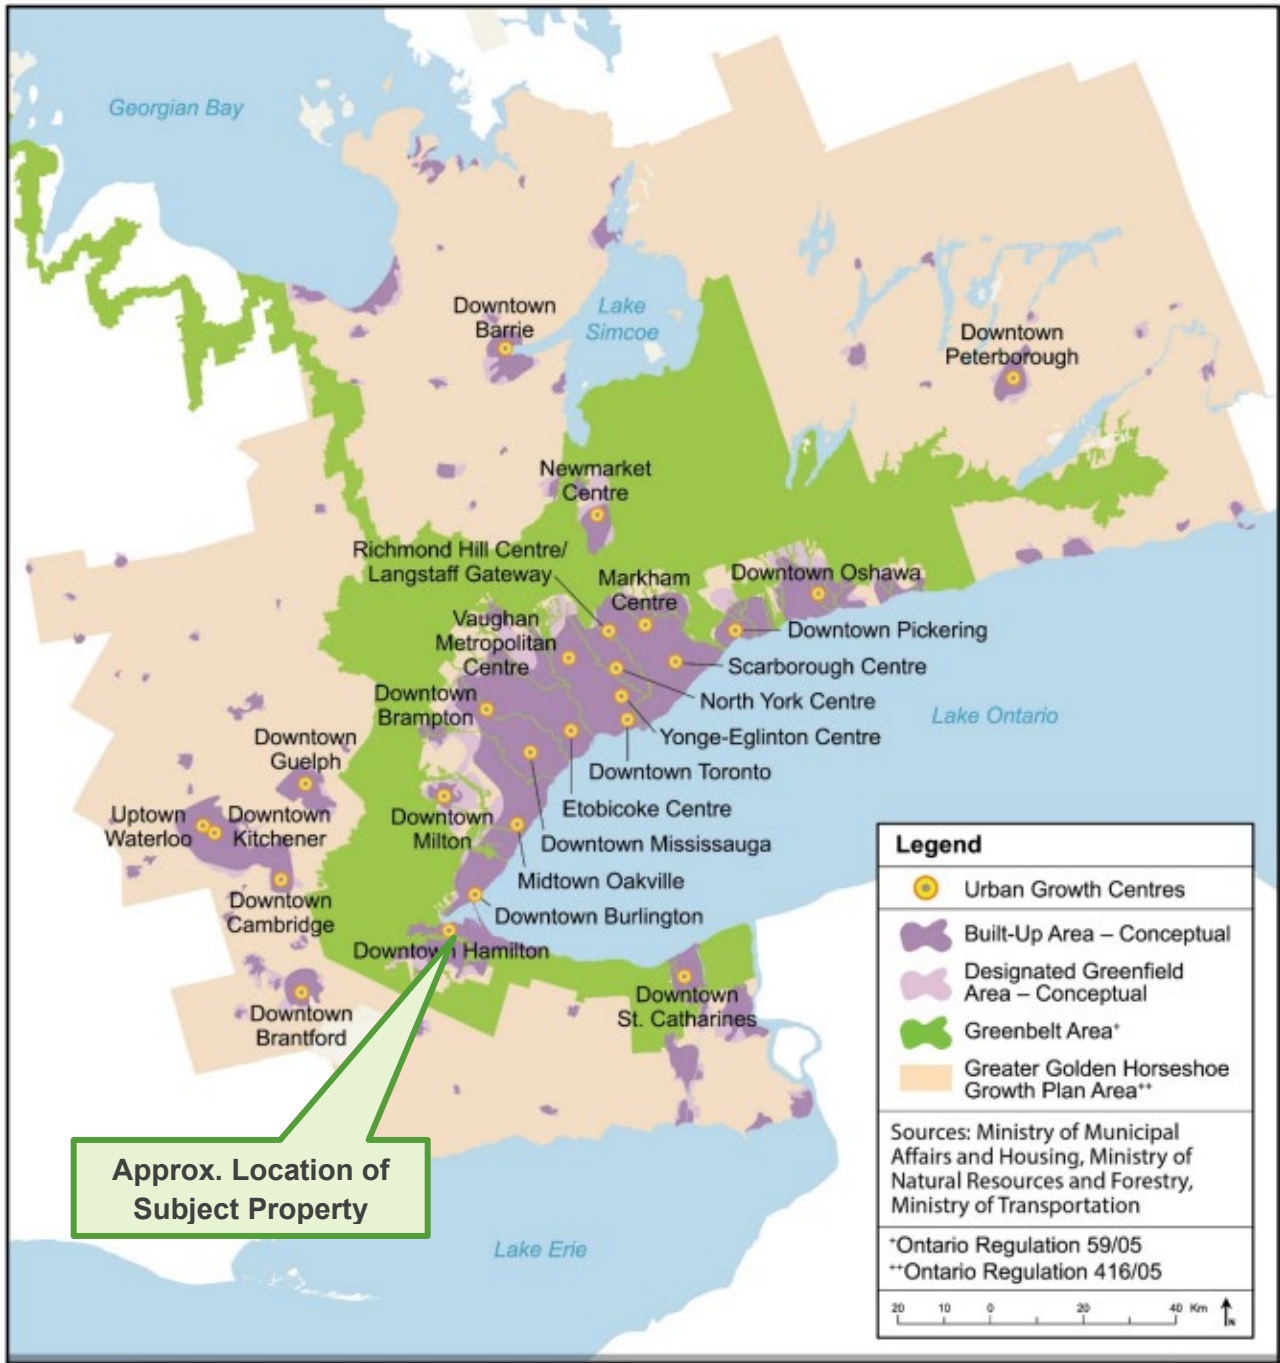 Georgian Bay
Downtown
Barrie
Lake
Simcoe
Downtown
Peterborough
Newmarket
Centre
Richmond Hill Centre/
Langstaff Gateway
Markham
Centre
Downtown Oshawa
Vaughan
Metropolitan
Centre
Downtown Pickering
Scarborough Centre
Downtown
Brampton
North York Centre
Lake Ontario
Yonge-Eglinton Centre
Downtown
Guelph
Downtown Toronto
Etobicoke Centre
Uptown
Waterloo
Downtown
Kitchener
Downtown
Milton
Downtown Mississauga
Midtown Oakville
Downtown
Cambridge
Downtown Burlington
Downtown Hamilton
Downtown
St. Catharines
Downtown
Brantford
Approx. Location of
Subject Property
Lake Erie
Legend
Urban Growth Centres
Built-Up Area – Conceptual
Designated Greenfield
Area – Conceptual
Greenbelt Area+
Greater Golden Horseshoe
Growth Plan Area++
Sources: Ministry of Municipal
Affairs and Housing, Ministry of
Natural Resources and Forestry,
Ministry of Transportation
+Ontario Regulation 59/05
++Ontario Regulation 416/05
20 10 0 20 40 Km
N